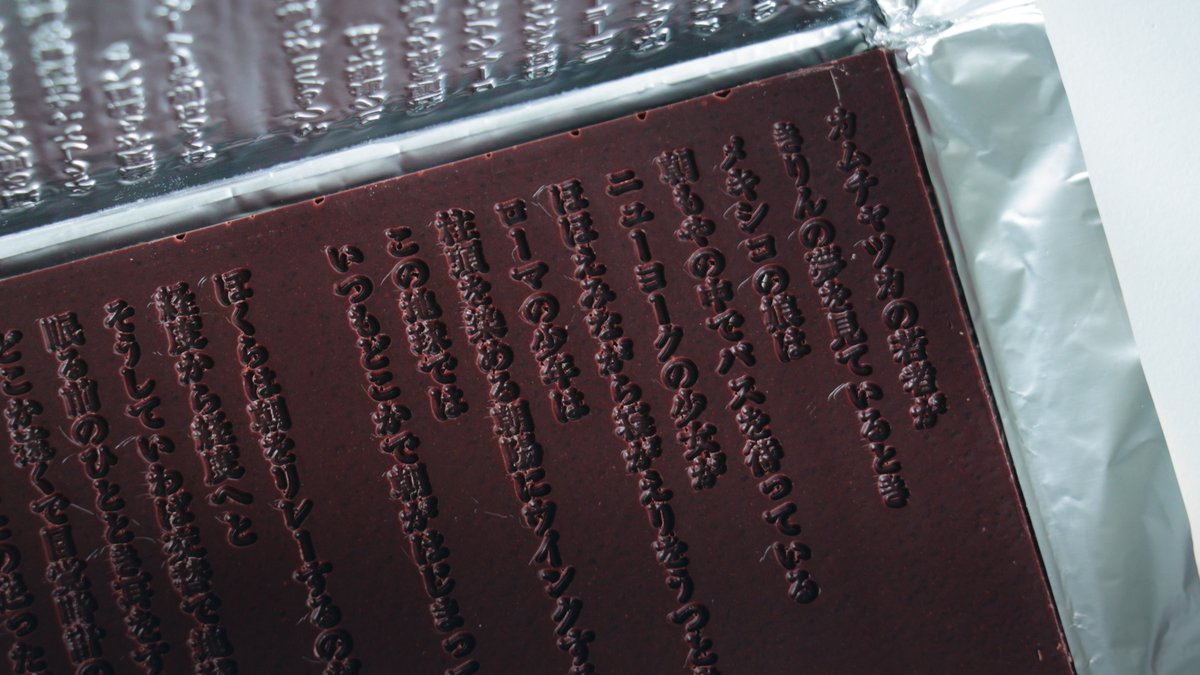 カムチャツカの若者が
きりんの夢を見ているとき
メキシコの娘は
朝もやの中でバスを待っている
ニューヨークの少女が
ほほえみながら寝がえりをうつと
ローマの少年は
柱頭を染める朝陽にウインクす
この地球では
いつもどこかで朝がはじまっ
ぼくらは朝をリレーするの
経度から経度へと
そうしていわば交替で地
眠る前のひととき耳をす
どこか遠くで目覚時計の
の送った